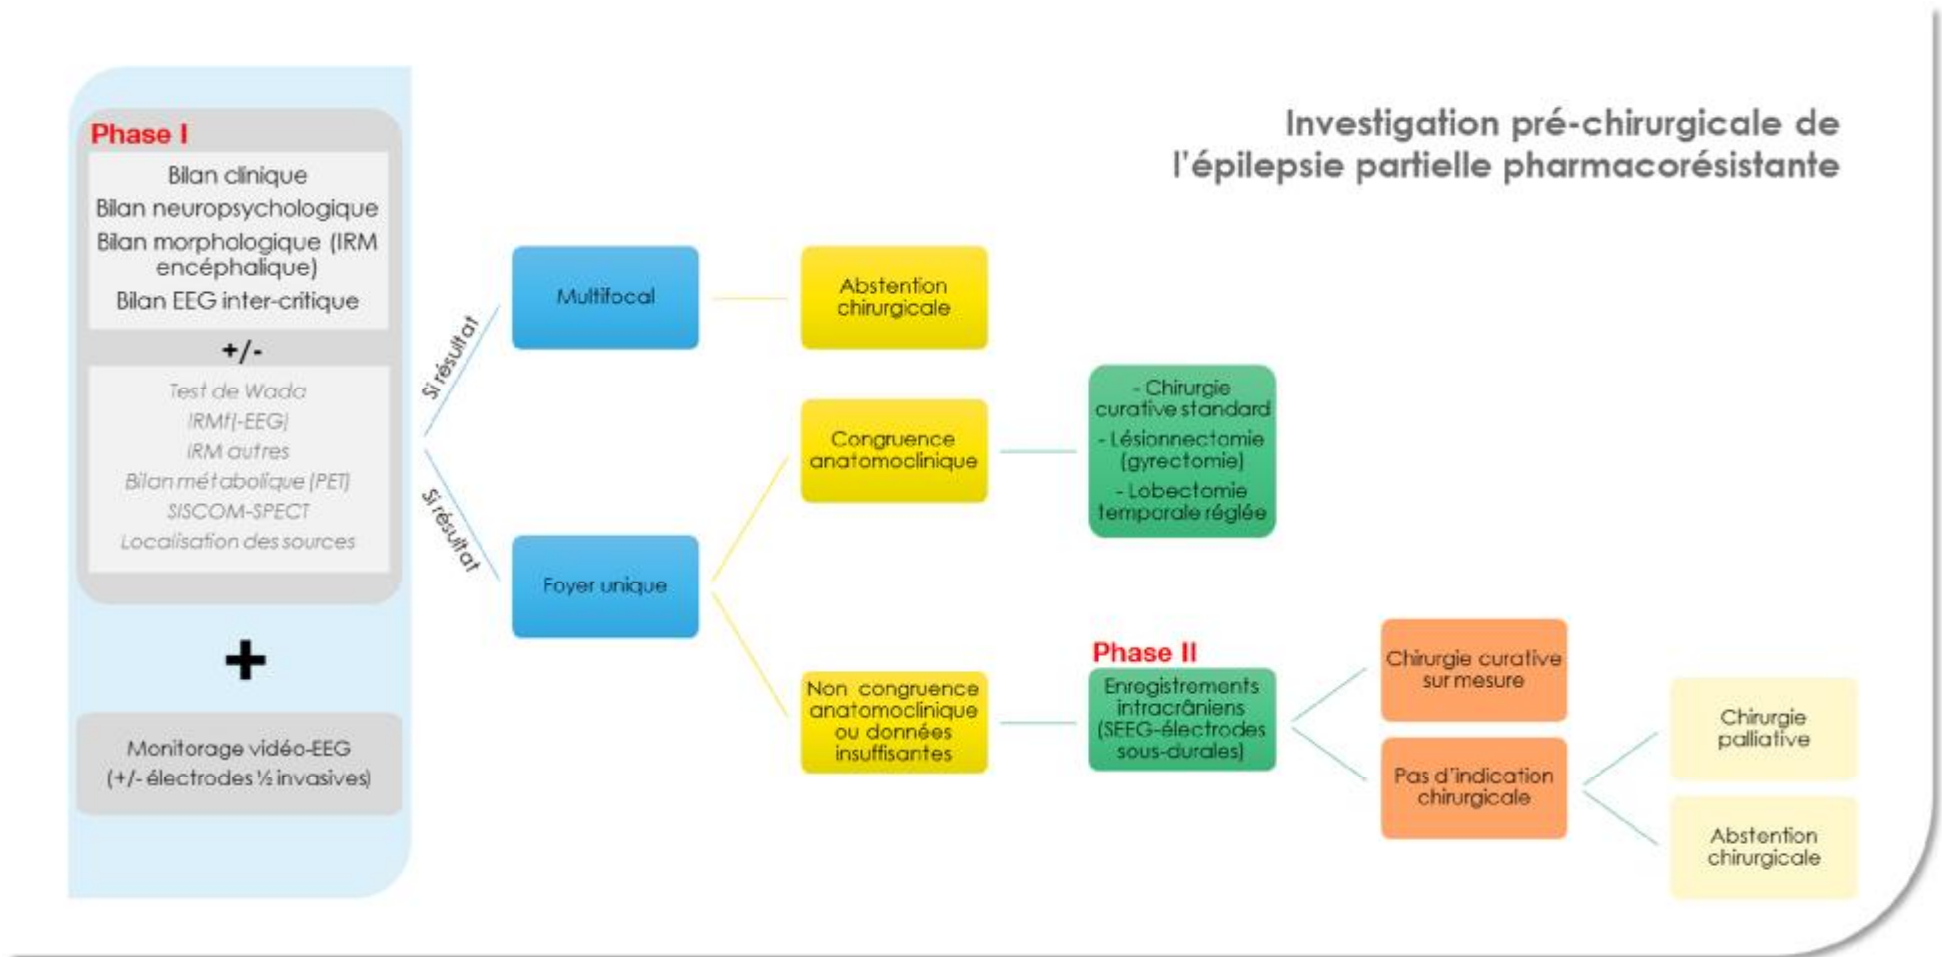 Investigation pré-chirurgicale de
l'épilepsie partielle pharmacorésistante
Phase I
Bilan clinique
Bilan neuropsychologique
Bilan morphologique (IRM
encéphalique)
Bilan EEG inter-critique
+/-
Test de Wada
IRMf(-EEG)
IRM autres
Bilan métabolique (PET)
SISCOM-SPECT
Localisation des sources
+
Monitorage vidéo-EEG
(+/- électrodes ½ invasives)
Si résultat
Multifocal
Abstention
chirurgicale
Si résultat
Foyer unique
Congruence
anatomoclinique
- Chirurgie
curative standard
- Lésionnectomie
(gyrectomie)
- Lobectomie
temporale réglée
Non congruence
anatomoclinique
ou données
insuffisantes
Phase II
Enregistrements
intracrâniens
(SEEG-électrodes
sous-durales)
Chirurgie curative
sur mesure
Pas d'indication
chirurgicale
Chirurgie
palliative
Abstention
chirurgicale